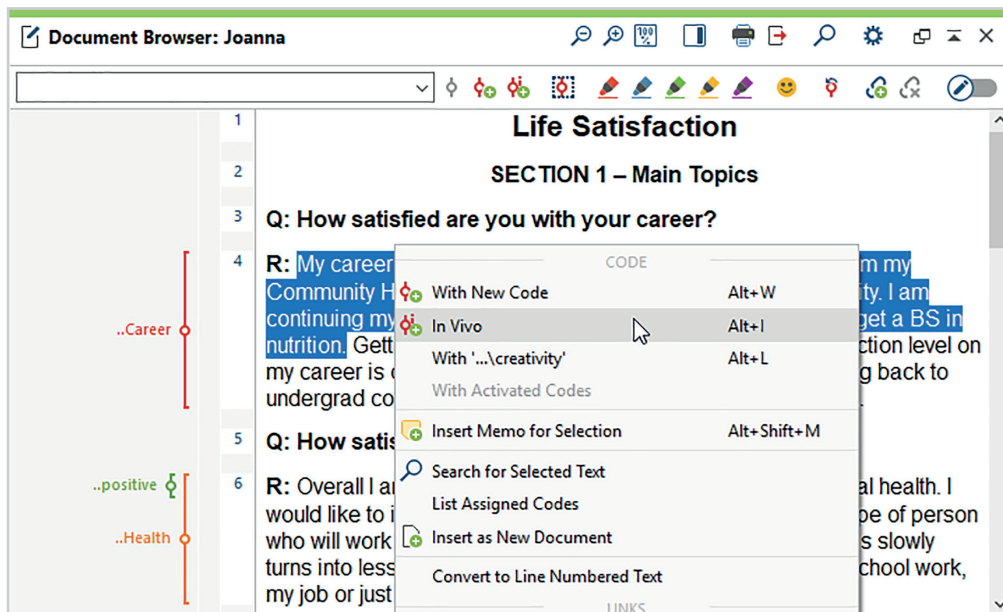 Document Browser: Joanna
100
%
1 Life Satisfaction
2 SECTION 1 – Main Topics
3 Q: How satisfied are you with your career?
4 R: My career
m my
Community H
ity. I am
..Career
continuing my
get a BS in
nutrition. Gett
ction level on
my career is
g back to
undergrad co
5 Q: How satis
..positive
6 R: Overall I a
al health. I
would like to i
pe of person
..Health
who will work
s slowly
turns into less
chool work,
my job or just
CODE
With New Code Alt+W
In Vivo Alt+I
With '...\creativity' Alt+L
With Activated Codes
Insert Memo for Selection Alt+Shift+M
Search for Selected Text
List Assigned Codes
Insert as New Document
Convert to Line Numbered Text
LINKS